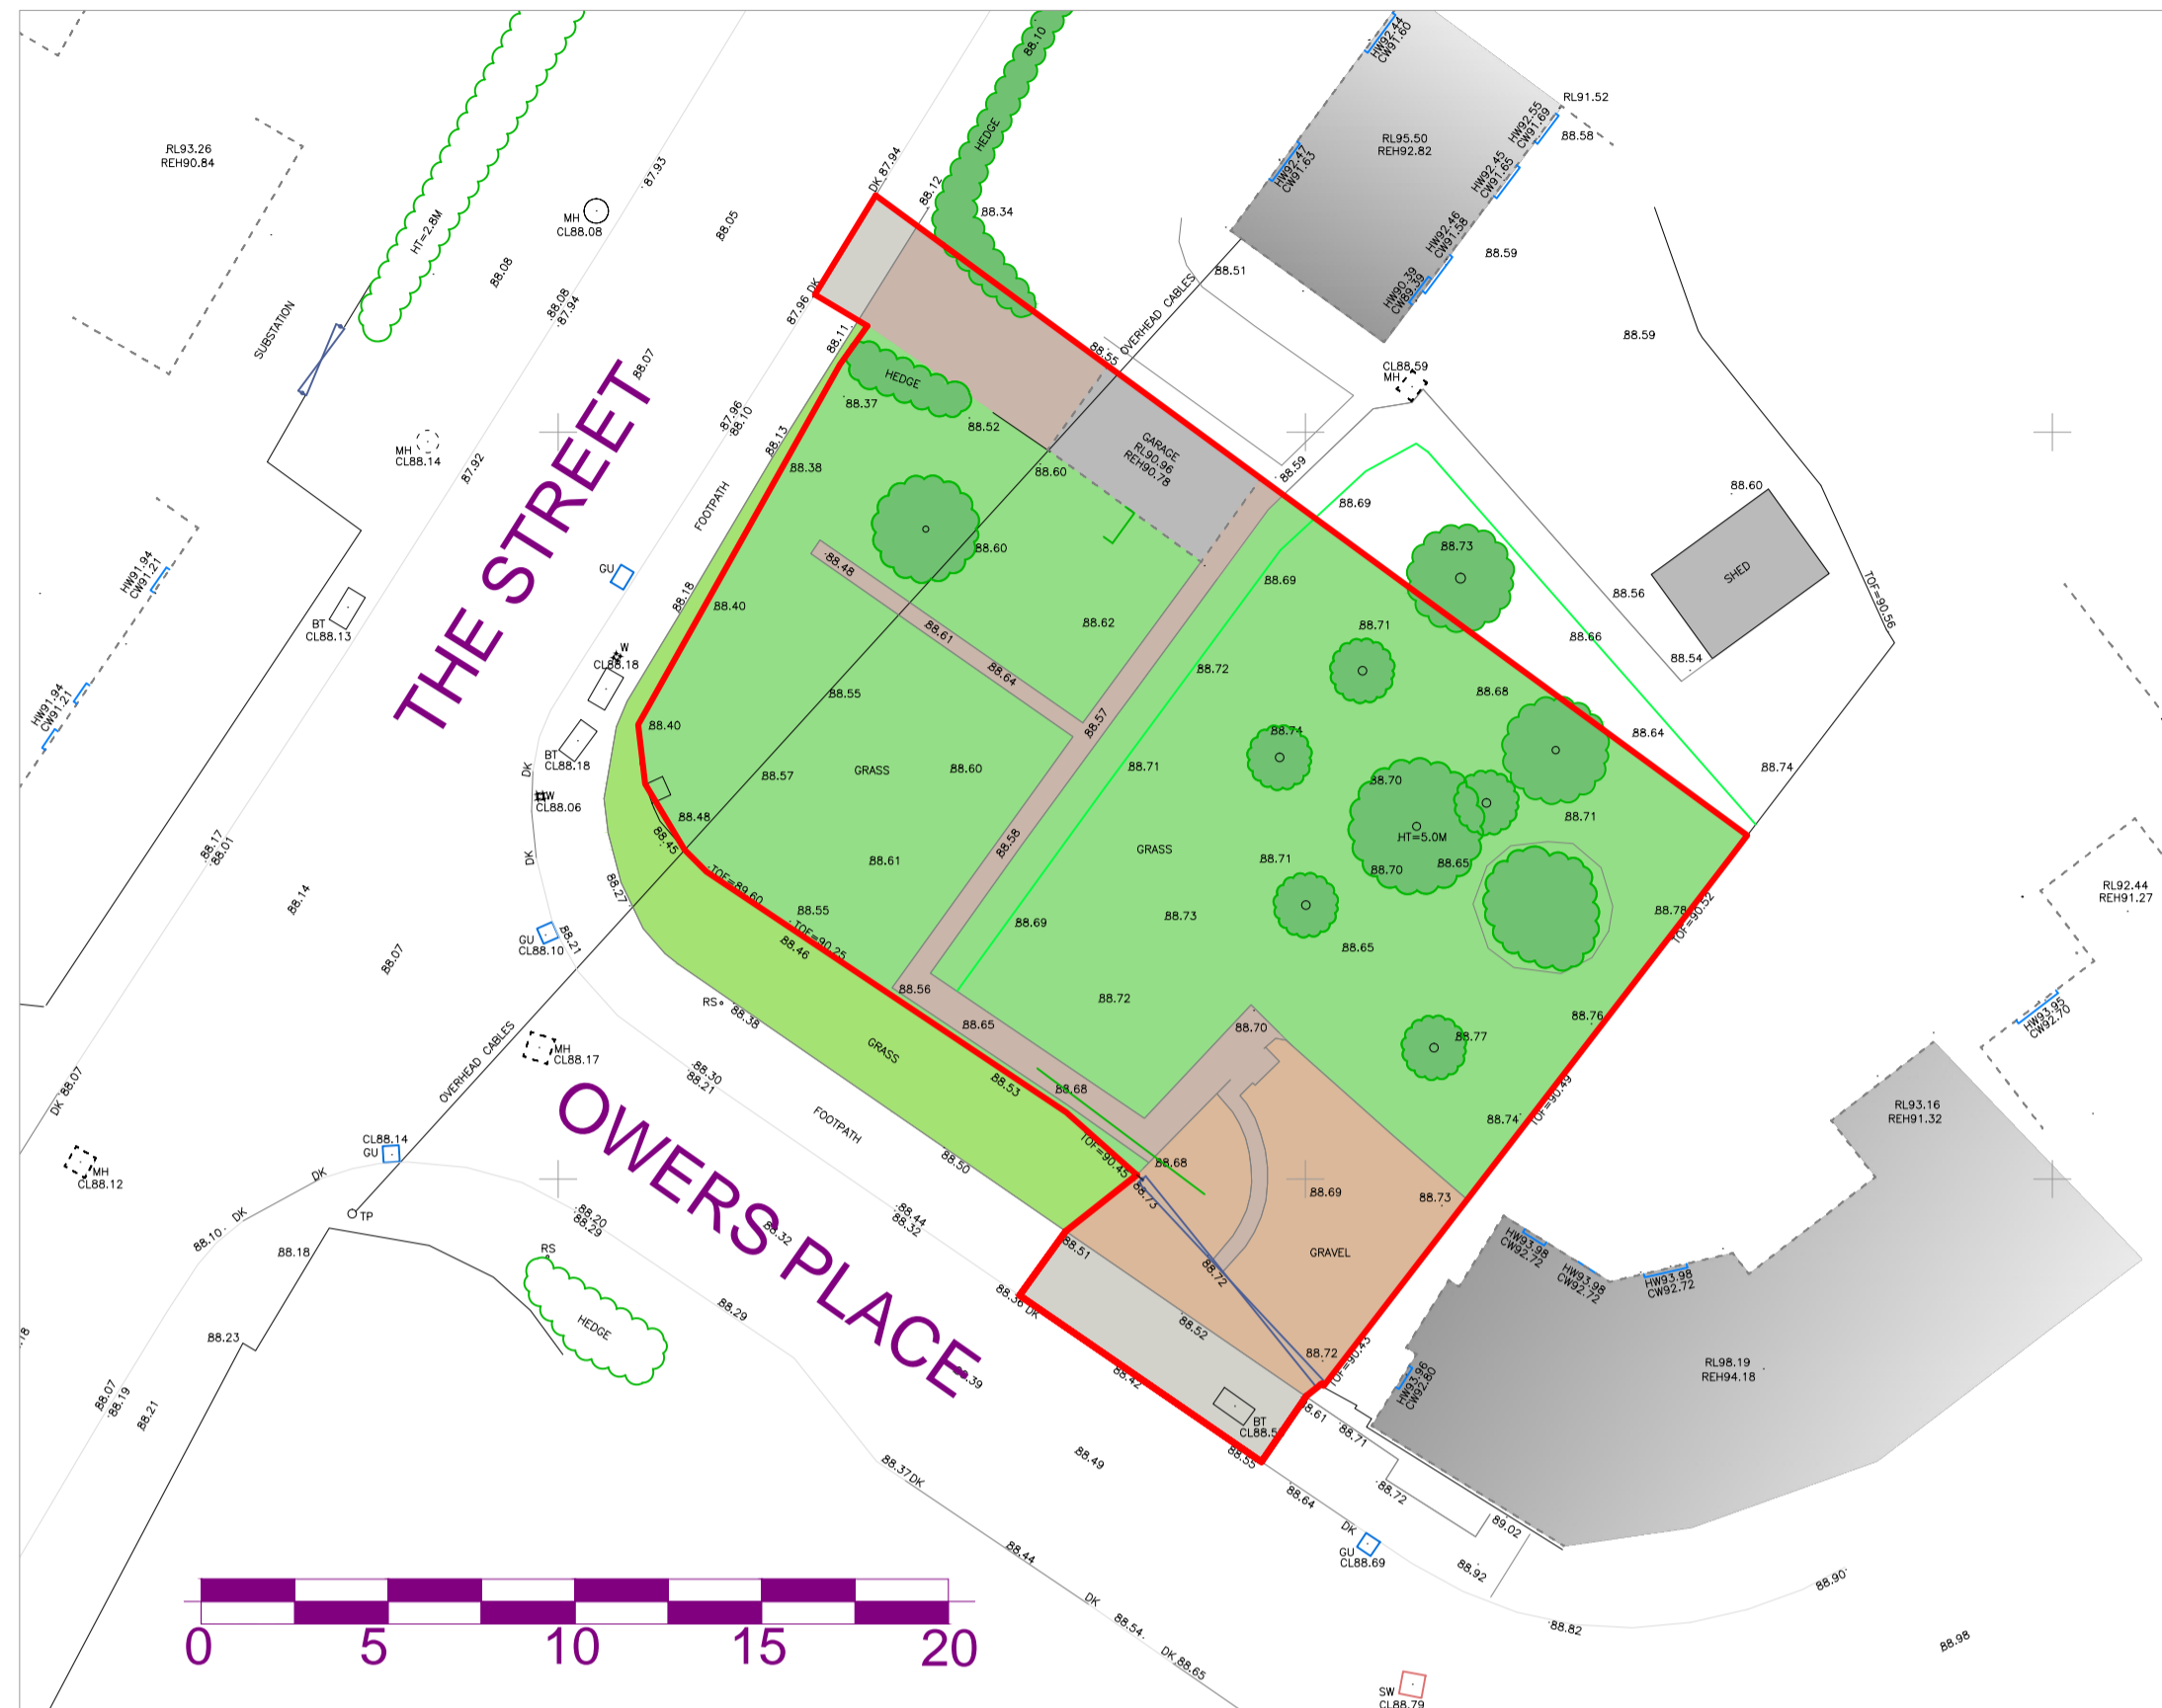 88.10
HW92.44
CW91.60
RL91.52
HW92.55
CW91.69
88.58
RL93.26
REH90.84
RL95.50
REH92.82
HEDGE
87.93
DK 87.94
HW92.47
CW91.63
HW92.45
CW91.65
88.12
88.34
MH
CL88.08
88.05
HT=2.8M
HW92.46
CW91.58
88.59
88.08
88.51
HW90.39
CW89.39
OVERHEAD CABLES
87.96 DK
88.08
87.94
SUBSTATION
88.11
88.59
88.55
88.07
CL88.59
MH
HEDGE
88.37
87.96
88.10
88.52
88.13
GARAGE
RL90.96
REH90.78
MH
CL88.14
87.92
88.38
88.60
88.59
88.60
88.69
FOOTPATH
THE STREET
88.60
88.73
HW91.94
CW91.21
GU
88.48
88.69
SHED
88.18
88.40
88.56
TOF=90.56
BT
CL88.13
88.61
88.62
88.71
88.66
W
CL88.18
88.64
88.72
88.54
HW91.94
CW91.21
88.55
88.68
88.40
88.57
88.74
88.64
BT
CL88.18
DK
88.57
GRASS
88.60
88.71
88.70
88.74
W
CL88.06
88.48
88.71
88.17
88.01
88.45
88.58
HT=5.0M
DK
88.61
GRASS
88.71
88.70
88.65
88.14
88.27
TOF=89.60
88.55
88.69
88.73
88.78
TOF=90.52
RL92.44
REH91.27
GU
CL88.10
88.21
TOF=90.25
88.46
88.65
88.07
88.56
88.72
RS
88.38
88.65
88.70
88.76
HW93.95
CW92.70
GRASS
88.77
MH
CL88.17
OVERHEAD CABLES
88.30
88.21
88.53
88.68
TOF=90.49
DK 88.07
OWERS PLACE
FOOTPATH
88.74
RL93.16
REH91.32
CL88.14
GU
TOF=90.45
88.50
88.68
MH
CL88.12
DK
88.73
88.69
88.73
DK
TP
88.10
88.20
88.29
88.44
88.32
88.32
88.18
RS
88.51
GRAVEL
HW93.98
CW92.72
HW93.98
CW92.72
HW93.98
CW92.72
88.72
88.36 DK
88.29
HEDGE
88.52
88.23
88.72
TOF=90.43
RL98.19
REH94.18
88.39
88.42
HW93.96
CW92.80
88.07
88.19
88.21
BT
88.61
88.71
88.49
88.55
88.37DK
88.64
88.72
DK
89.02
GU
CL88.69
88.44
88.92
88.90
DK
88.54
88.82
0 5 10 15 20
DK 88.65
88.98
SW
CL88.79